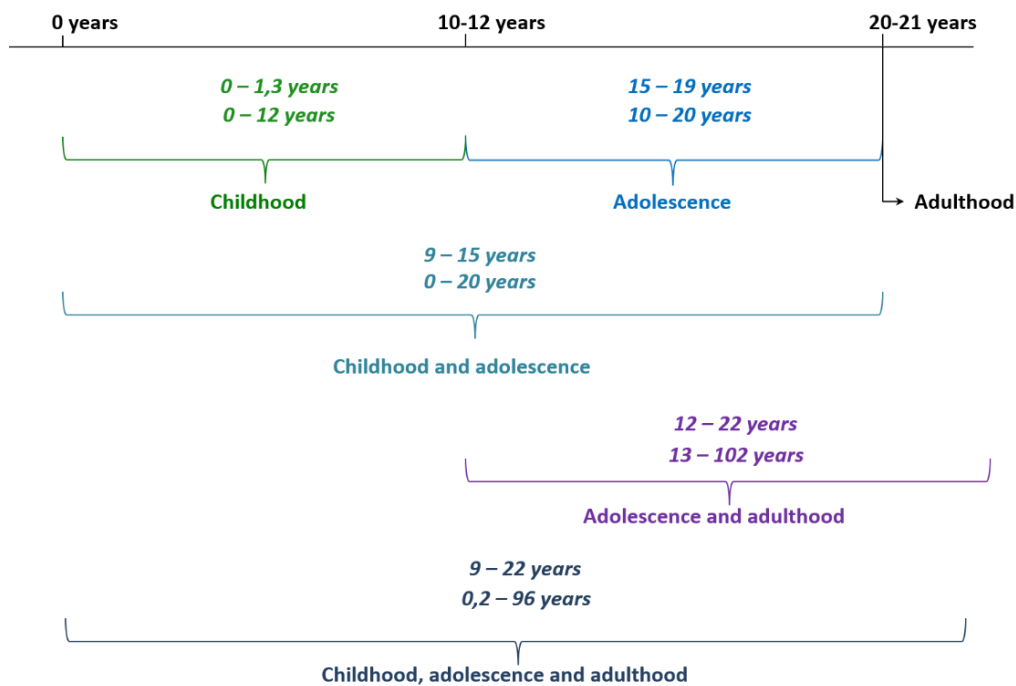 0 years
10-12 years
20-21 years
0 – 1,3 years
0 – 12 years
15 – 19 years
10 – 20 years
Childhood
Adolescence
Adulthood
9 – 15 years
0 – 20 years
Childhood and adolescence
12 – 22 years
13 – 102 years
Adolescence and adulthood
9 – 22 years
0,2 – 96 years
Childhood, adolescence and adulthood